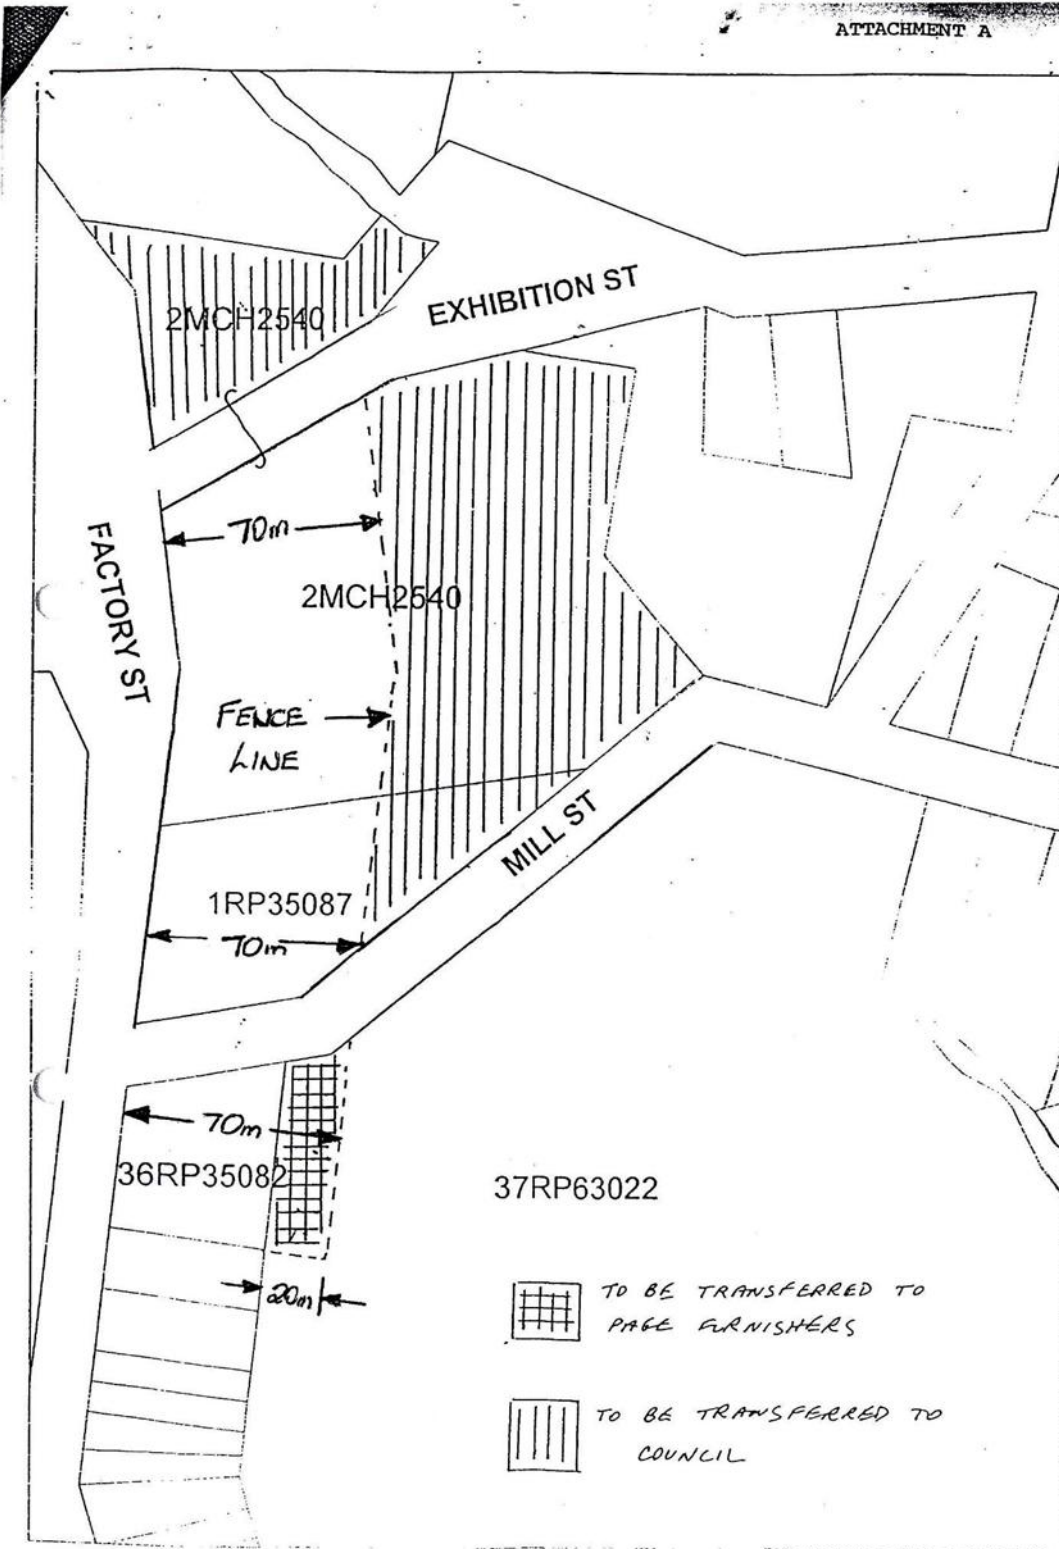 ATTACHMENT A
2MCH2540
EXHIBITION ST
70m
FACTORY ST
2MCH2540
FENCE
LINE
MILL ST
1RP35087
70m
70m
36RP35082
37RP63022
20m
TO BE TRANSFERRED TO
PAGE FURNISHERS
TO BE TRANSFERRED TO
COUNCIL